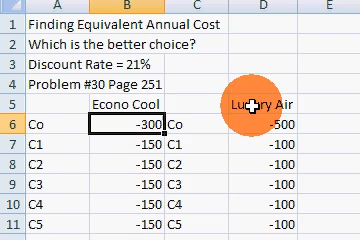 A B C D E
1 Finding Equivalent Annual Cost
2 Which is the better choice?
3 Discount Rate = 21%
4 Problem #30 Page 251
5 Econo Cool Luxury Air
6 Co -300 Co -500
7 C1 -150 C1 -100
8 C2 -150 C2 -100
9 C3 -150 C3 -100
10 C4 -150 C4 -100
11 C5 -150 C5 -100